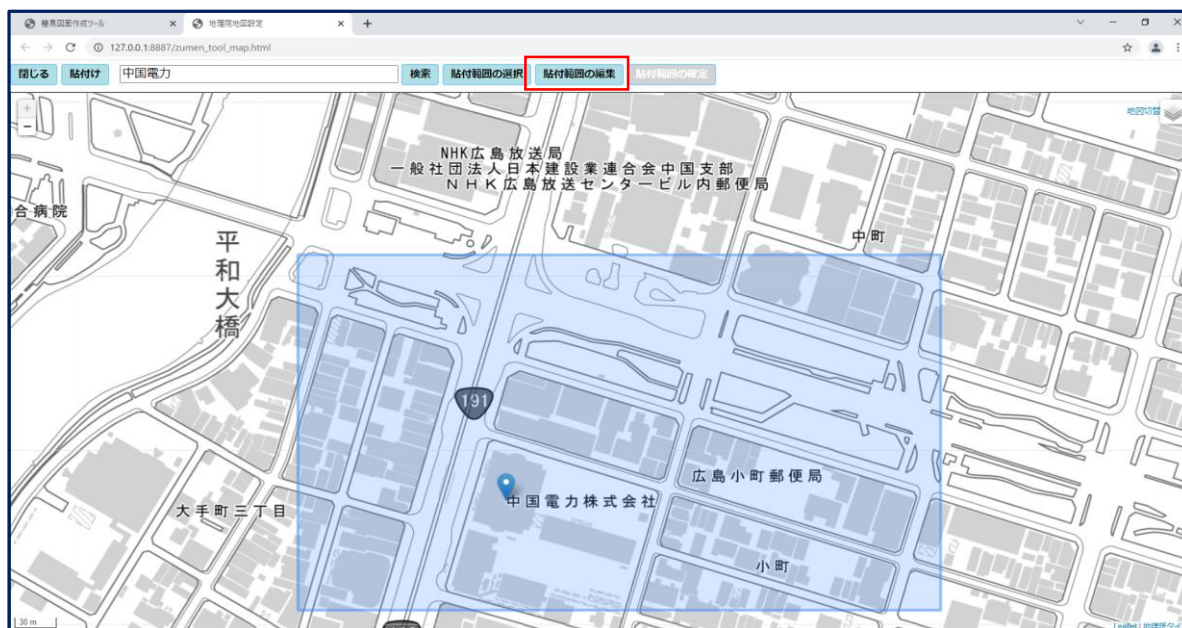 簡易図面作成ツール
地理院地図設定
127.0.0.1:8887/zumen_tool_map.html
閉じる 貼付け 中国電力 検索 貼付範囲の選択 貼付範囲の編集 貼付範囲の確定
+
−
地図切替
NHK広島放送局
一般社団法人日本建設業連合会中国支部
NHK広島放送センタービル内郵便局
合病院
中町
平和大橋
191
広島小町郵便局
中国電力株式会社
大手町三丁目
小町
30 m
Leaflet | 地理院タイ